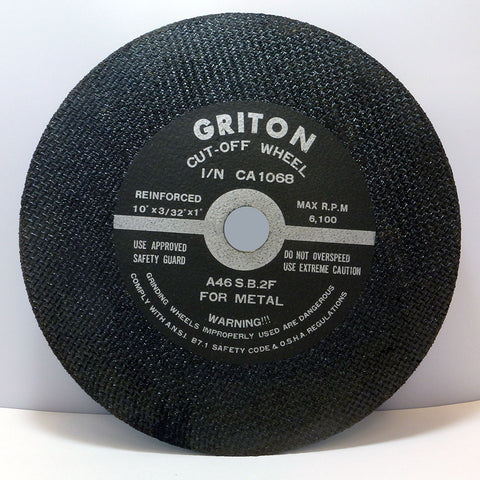 GRITON
CUT-OFF WHEEL
I/N CA1068
REINFORCED
10" x 3/32" x 1"
MAX R.P.M
6,100
USE APPROVED
SAFETY GUARD
DO NOT OVERSPEED
USE EXTREME CAUTION
A46 S.B.2F
FOR METAL
WARNING!!!
GRINDING WHEELS IMPROPERLY USED ARE DANGEROUS
COMPLY WITH A.N.S.I. B7.1 SAFETY CODE & O.S.H.A. REGULATIONS